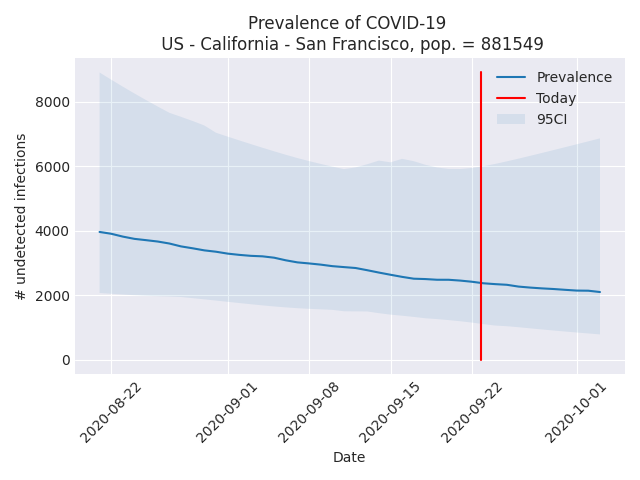 Prevalence of COVID-19
US - California - San Francisco, pop. = 881549
Prevalence
Today
95CI
8000
6000
4000
2000
0
# undetected infections
2020-08-22
2020-09-01
2020-09-08
2020-09-15
2020-09-22
2020-10-01
Date